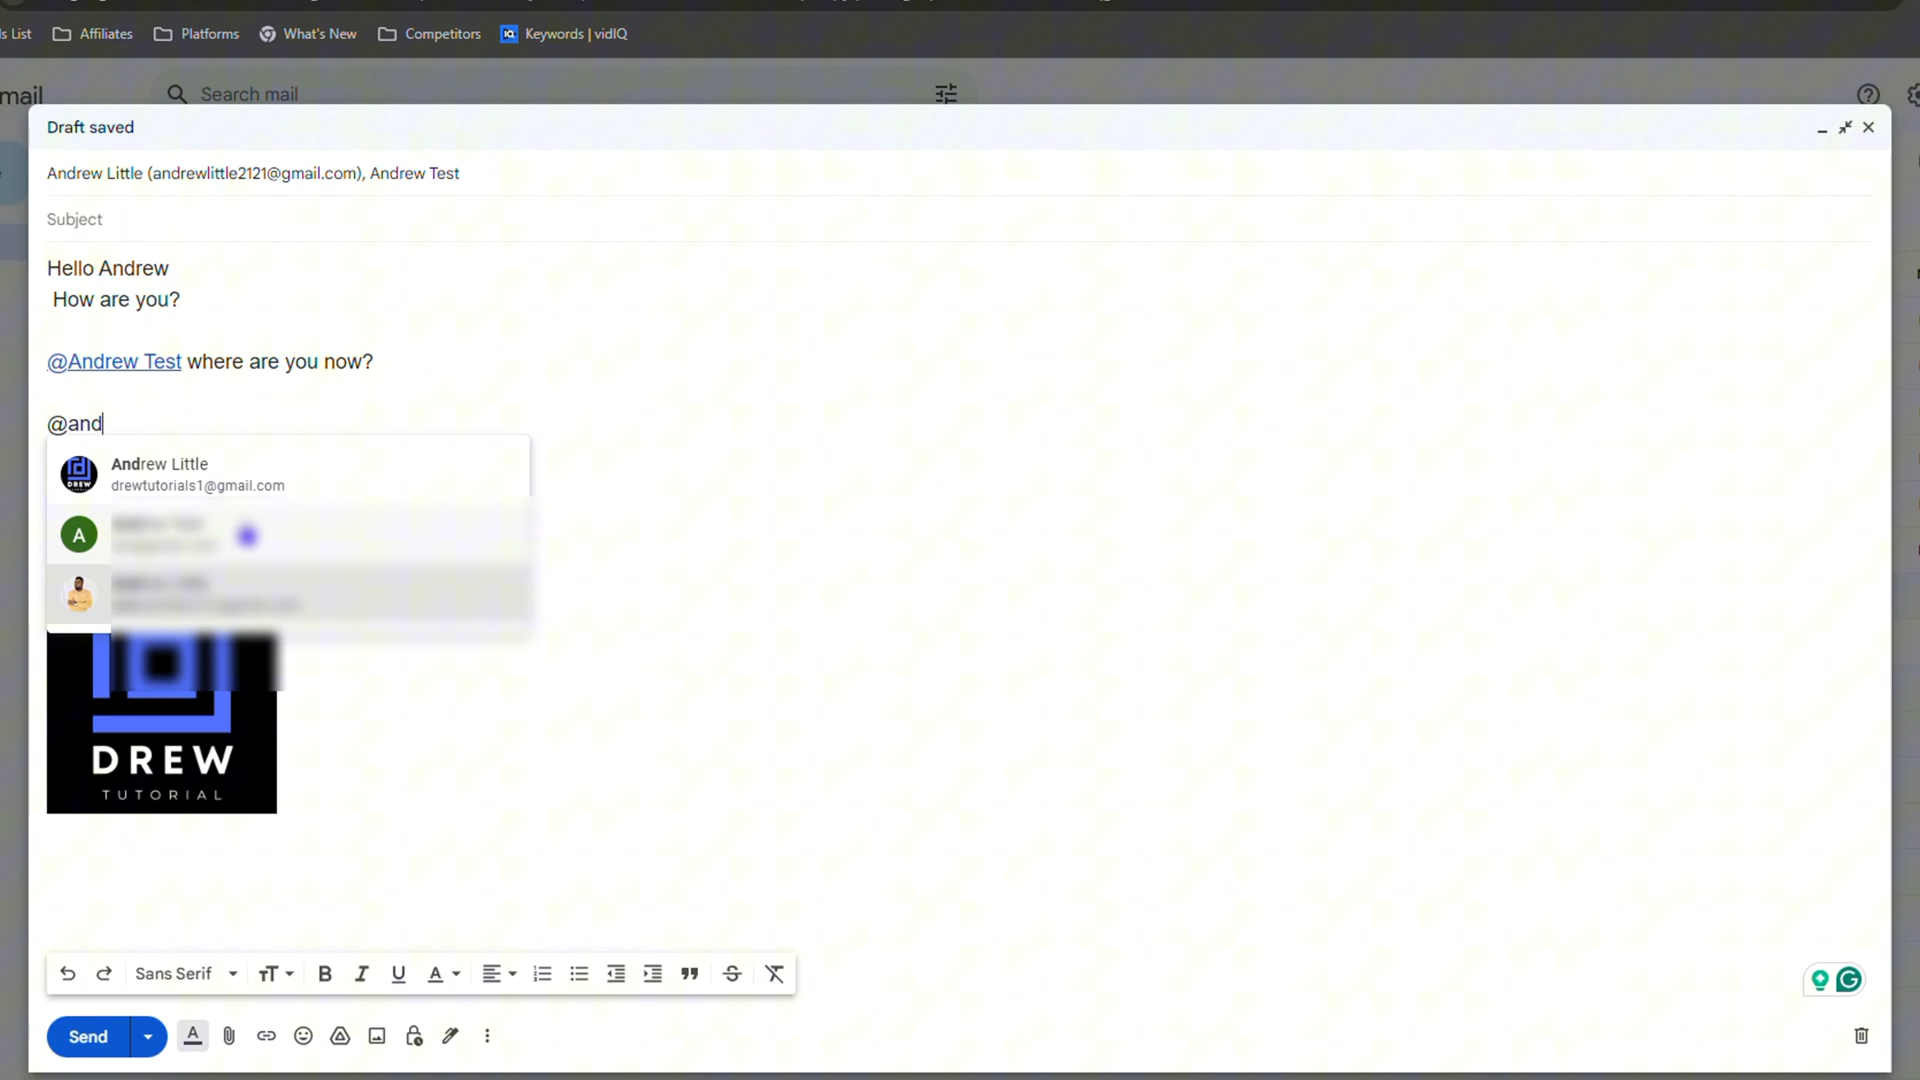 s List
Affiliates
Platforms
What's New
Competitors
Keywords | vidIQ
mail
Search mail
Draft saved
Andrew Little (andrewlittle2121@gmail.com), Andrew Test
Subject
Hello Andrew
How are you?
@Andrew Test where are you now?
@and
Andrew Little
drewtutorials1@gmail.com
A
DREW
TUTORIAL
Sans Serif
Send